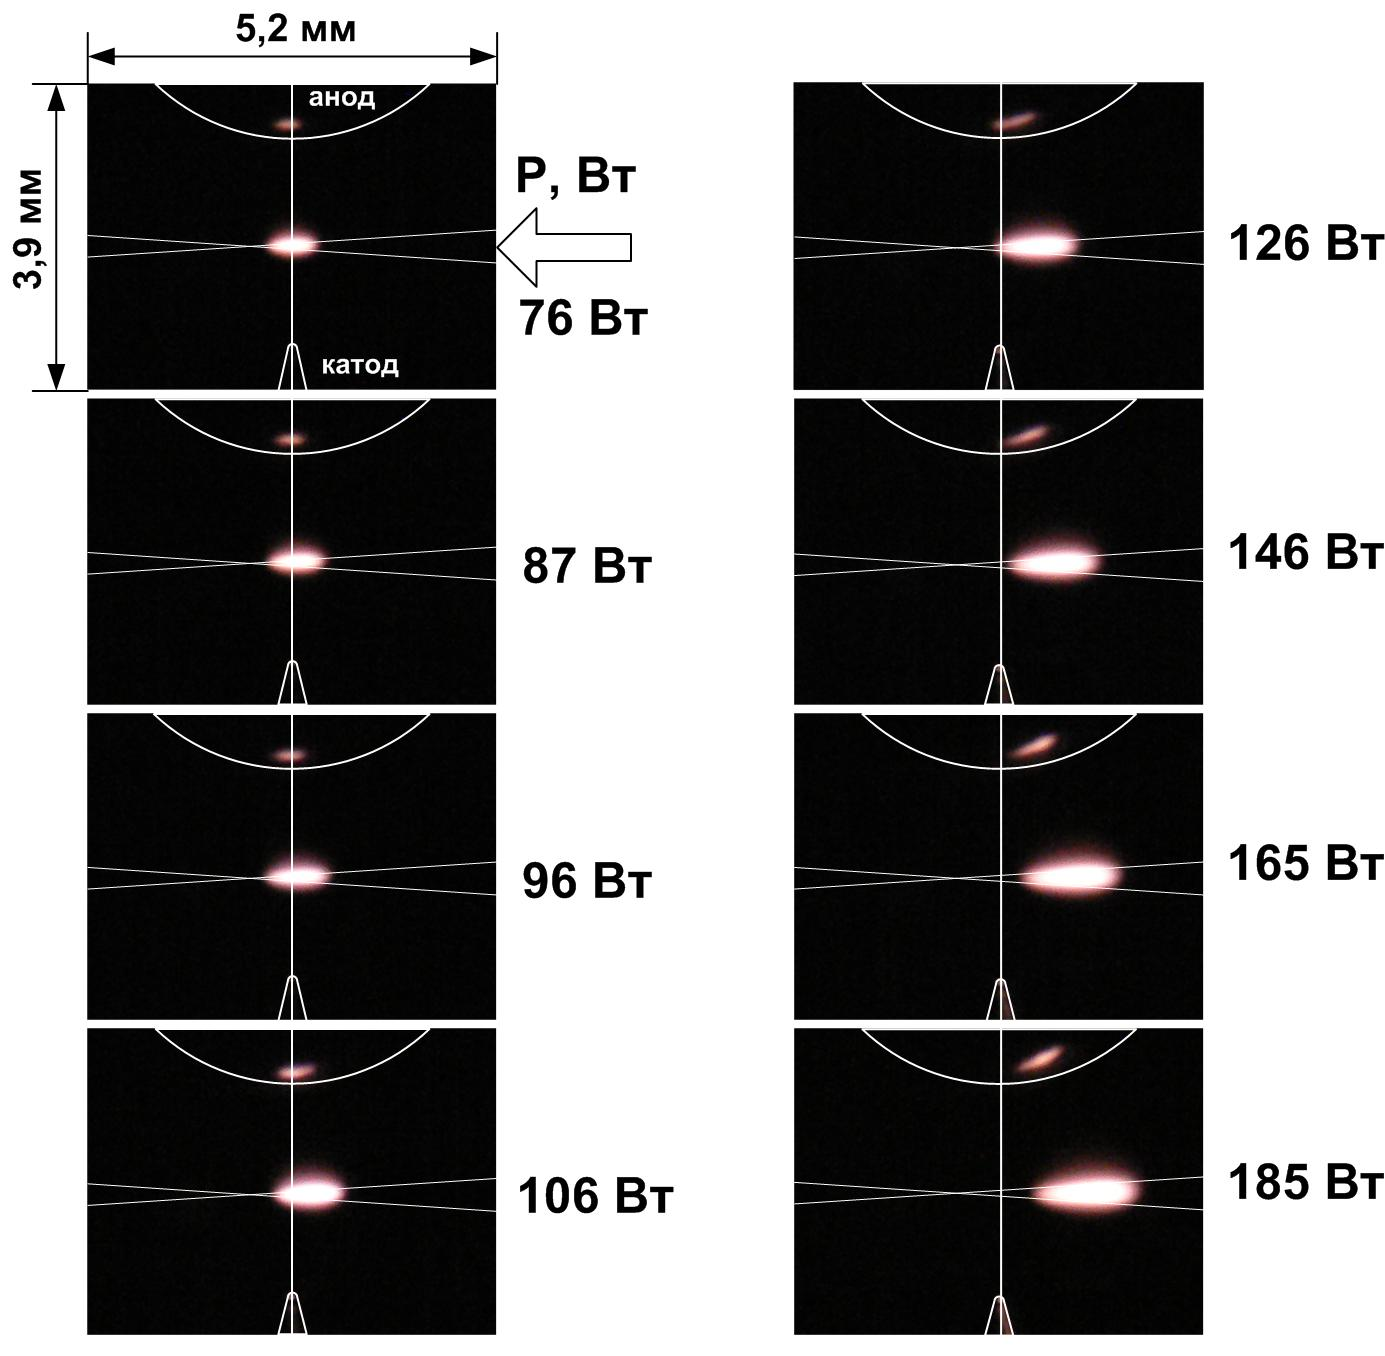 5,2 мм
3,9 мм
анод
P, Вт
76 Вт
катод
87 Вт
96 Вт
106 Вт
126 Вт
146 Вт
165 Вт
185 Вт